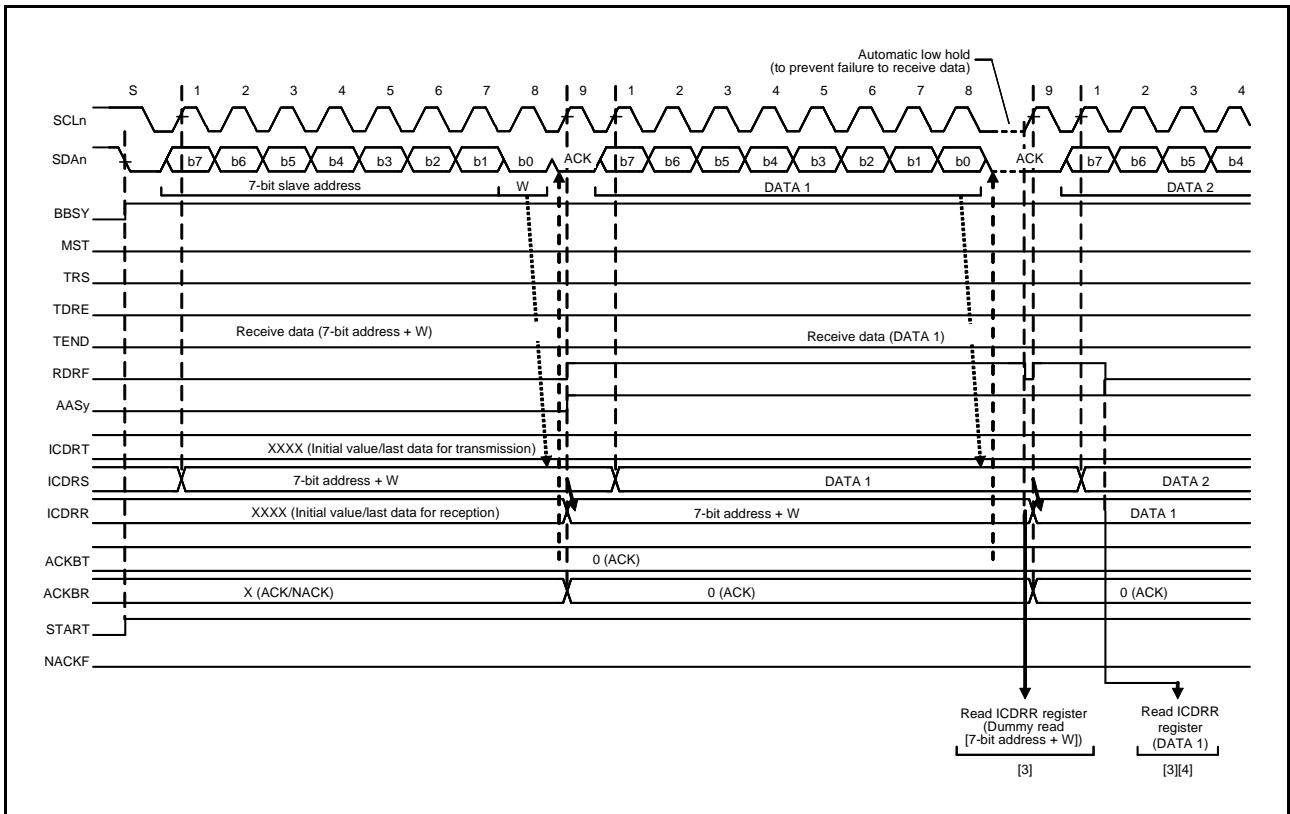 Automatic low hold
(to prevent failure to receive data)
S 1 2 3 4 5 6 7 8 9 1 2 3 4 5 6 7 8 9 1 2 3 4
SCLn
SDAn b7 b6 b5 b4 b3 b2 b1 b0 ACK b7 b6 b5 b4 b3 b2 b1 b0 ACK b7 b6 b5 b4
7-bit slave address W DATA 1 DATA 2
BBSY
MST
TRS
TDRE
TEND Receive data (7-bit address + W) Receive data (DATA 1)
RDRF
AASy
ICDRT XXXX (Initial value/last data for transmission)
ICDRS 7-bit address + W DATA 1 DATA 2
ICDRR XXXX (Initial value/last data for reception) 7-bit address + W DATA 1
ACKBT 0 (ACK)
ACKBR X (ACK/NACK) 0 (ACK) 0 (ACK)
START
NACKF
Read ICDRR register
(Dummy read
[7-bit address + W])
[3]
Read ICDRR
register
(DATA 1)
[3][4]